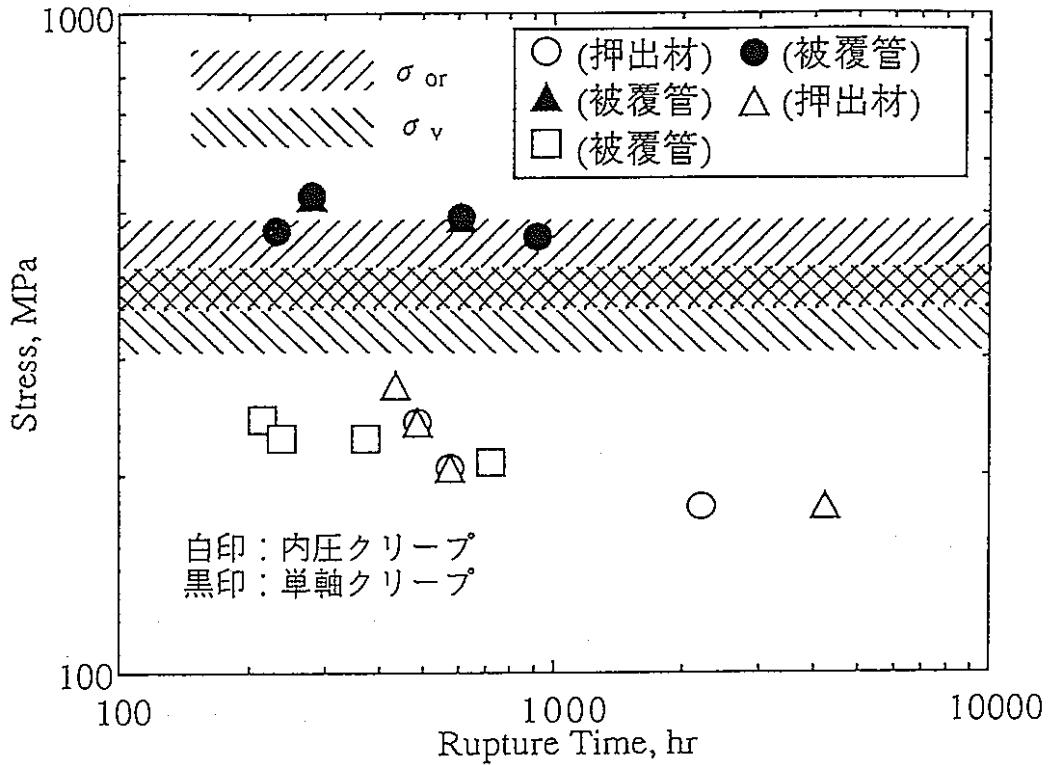 1000
σ or
σ v
○ (押出材) ● (被覆管)
▲ (被覆管) △ (押出材)
□ (被覆管)
Stress, MPa
白印：内圧クリープ
黒印：単軸クリープ
100
100 1000 10000
Rupture Time, hr